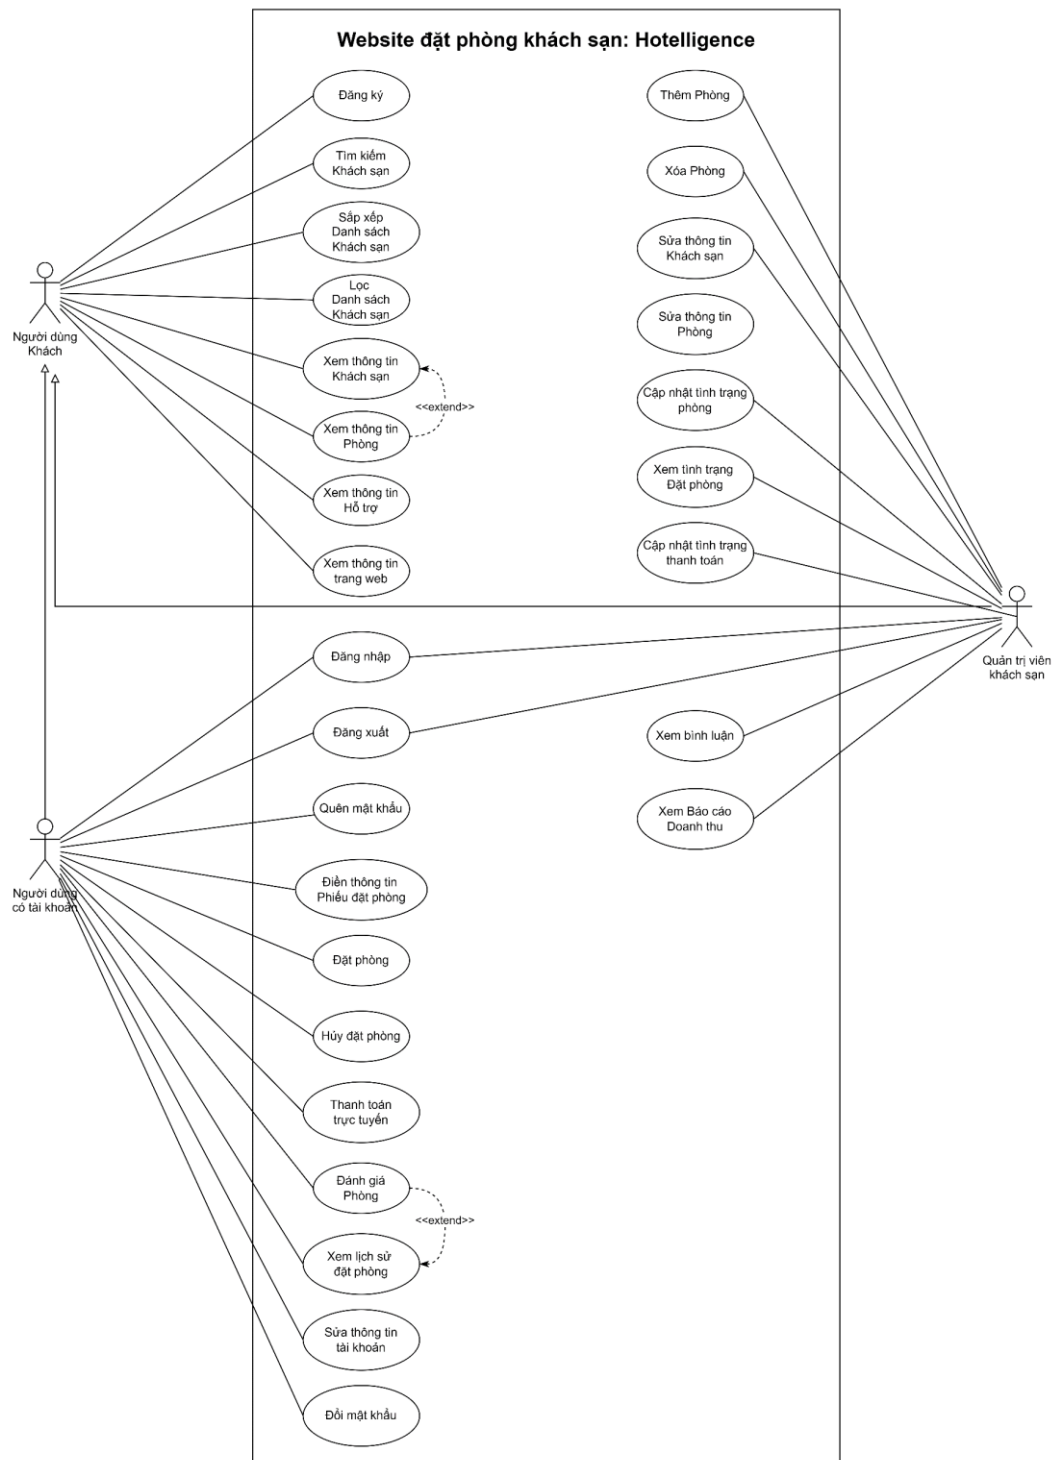 Website đặt phòng khách sạn: Hotelligence
Đăng ký
Tìm kiếm
Khách sạn
Sắp xếp
Danh sách
Khách sạn
Lọc
Danh sách
Khách sạn
Xem thông tin
Khách sạn
<<extend>>
Xem thông tin
Phòng
Xem thông tin
Hỗ trợ
Xem thông tin
trang web
Người dùng
Khách
Thêm Phòng
Xóa Phòng
Sửa thông tin
Khách sạn
Sửa thông tin
Phòng
Cập nhật tình trạng
phòng
Xem tình trạng
Đặt phòng
Cập nhật tình trạng
thanh toán
Quản trị viên
khách sạn
Đăng nhập
Đăng xuất
Quên mật khẩu
Xem bình luận
Xem Báo cáo
Doanh thu
Người dùng
có tài khoản
Điền thông tin
Phiếu đặt phòng
Đặt phòng
Hủy đặt phòng
Thanh toán
trực tuyến
Đánh giá
Phòng
<<extend>>
Xem lịch sử
đặt phòng
Sửa thông tin
tài khoản
Đổi mật khẩu